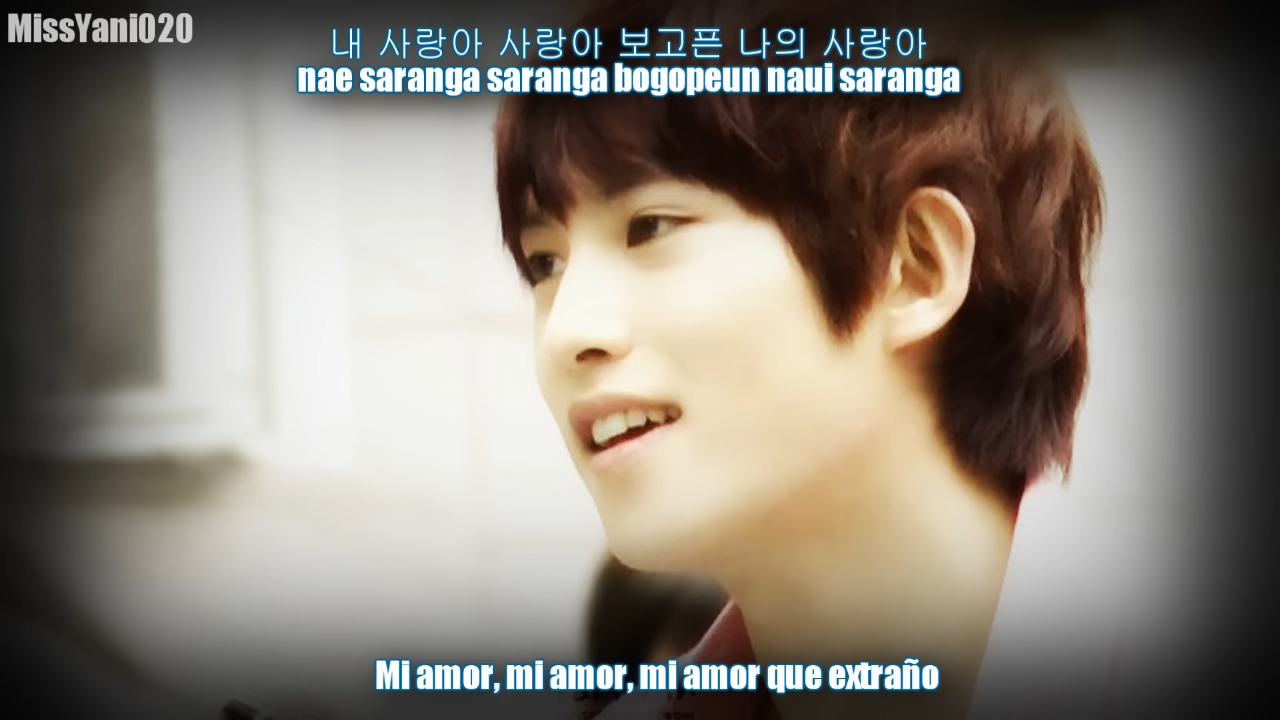 MissYani020
내 사랑아 사랑아 보고픈 나의 사랑아
nae saranga saranga bogopeun naui saranga
Mi amor, mi amor, mi amor que extraño